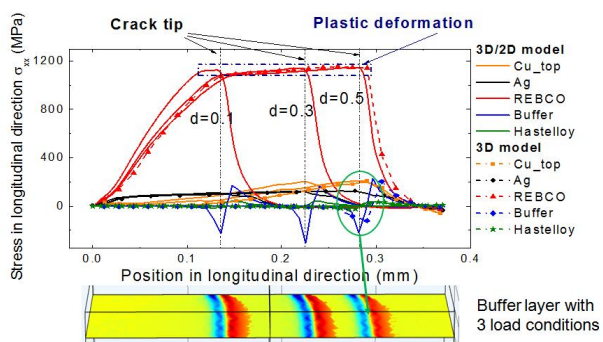 Crack tip
Plastic deformation
Stress in longitudinal direction σxx (MPa)
1200
800
400
0
d=0.1
d=0.3
d=0.5
0.0
0.1
0.2
0.3
0.4
Position in longitudinal direction (mm)
3D/2D model
Cu_top
Ag
REBCO
Buffer
Hastelloy
3D model
Cu_top
Ag
REBCO
Buffer
Hastelloy
Buffer layer with
3 load conditions